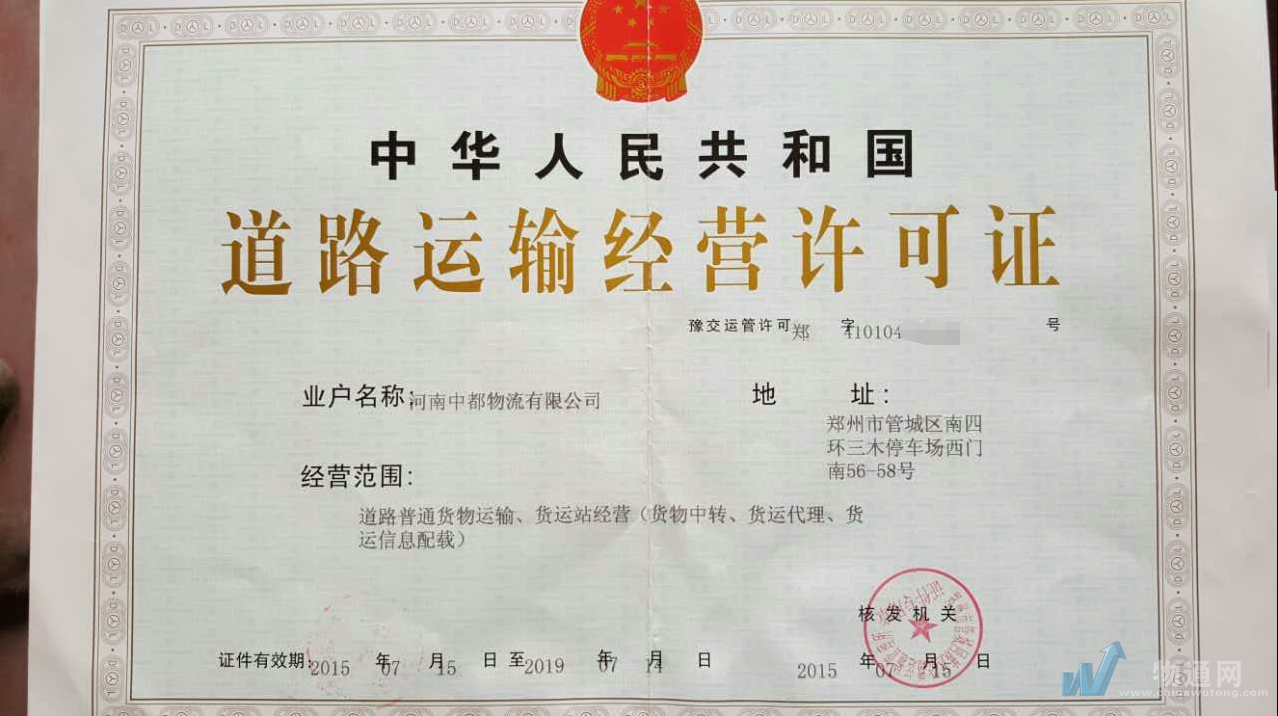 中华人民共和国
道路运输经营许可证
豫交运管许可 郑 字 410104 号
业户名称: 河南中都物流有限公司
地 址:
郑州市管城区南四
环三木停车场西门
南56-58号
经营范围:
道路普通货物运输、货运站经营（货物中转、货运代理、货
运信息配载）
核发机关
证件有效期: 2015 年 07 月 15 日 至 2019 年 07 月 14 日
2015 年 07 月 15 日
物通网
www.chinawutong.com